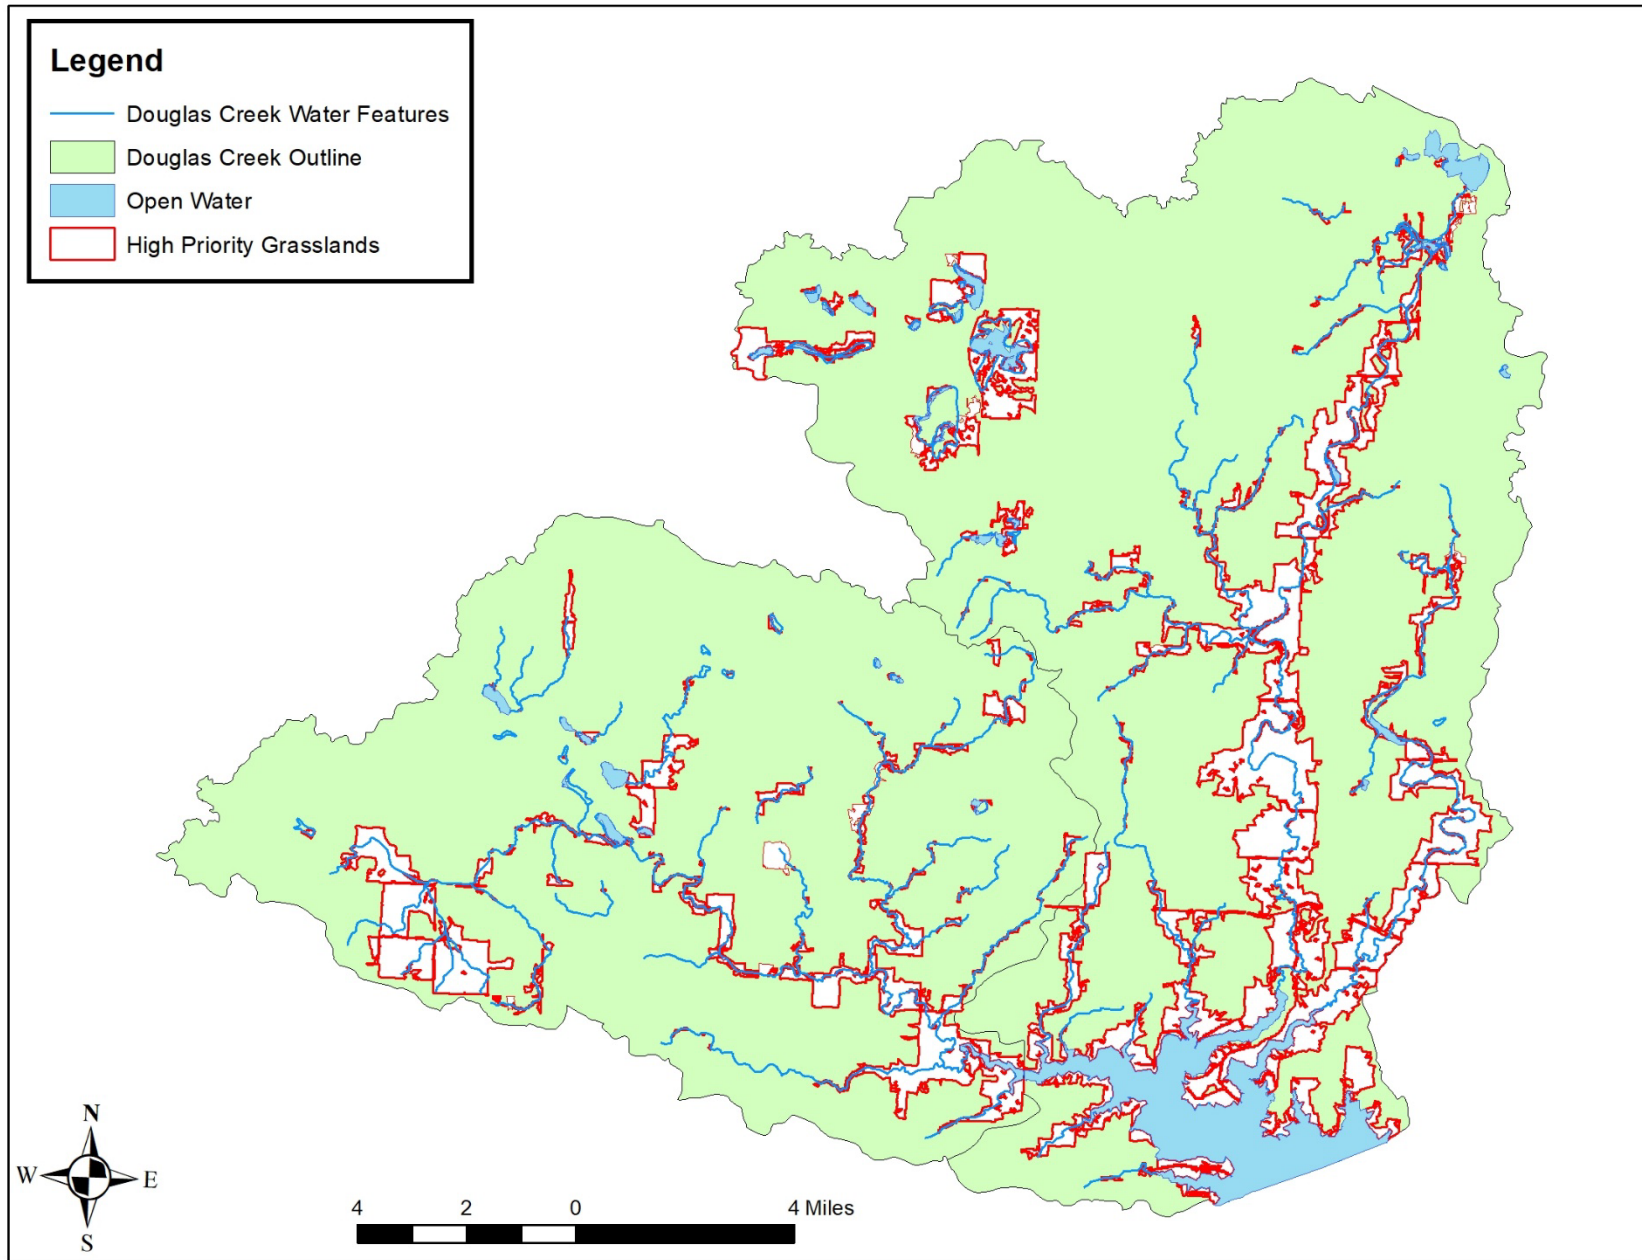 Legend
Douglas Creek Water Features
Douglas Creek Outline
Open Water
High Priority Grasslands
N
W E
S
4 2 0 4 Miles